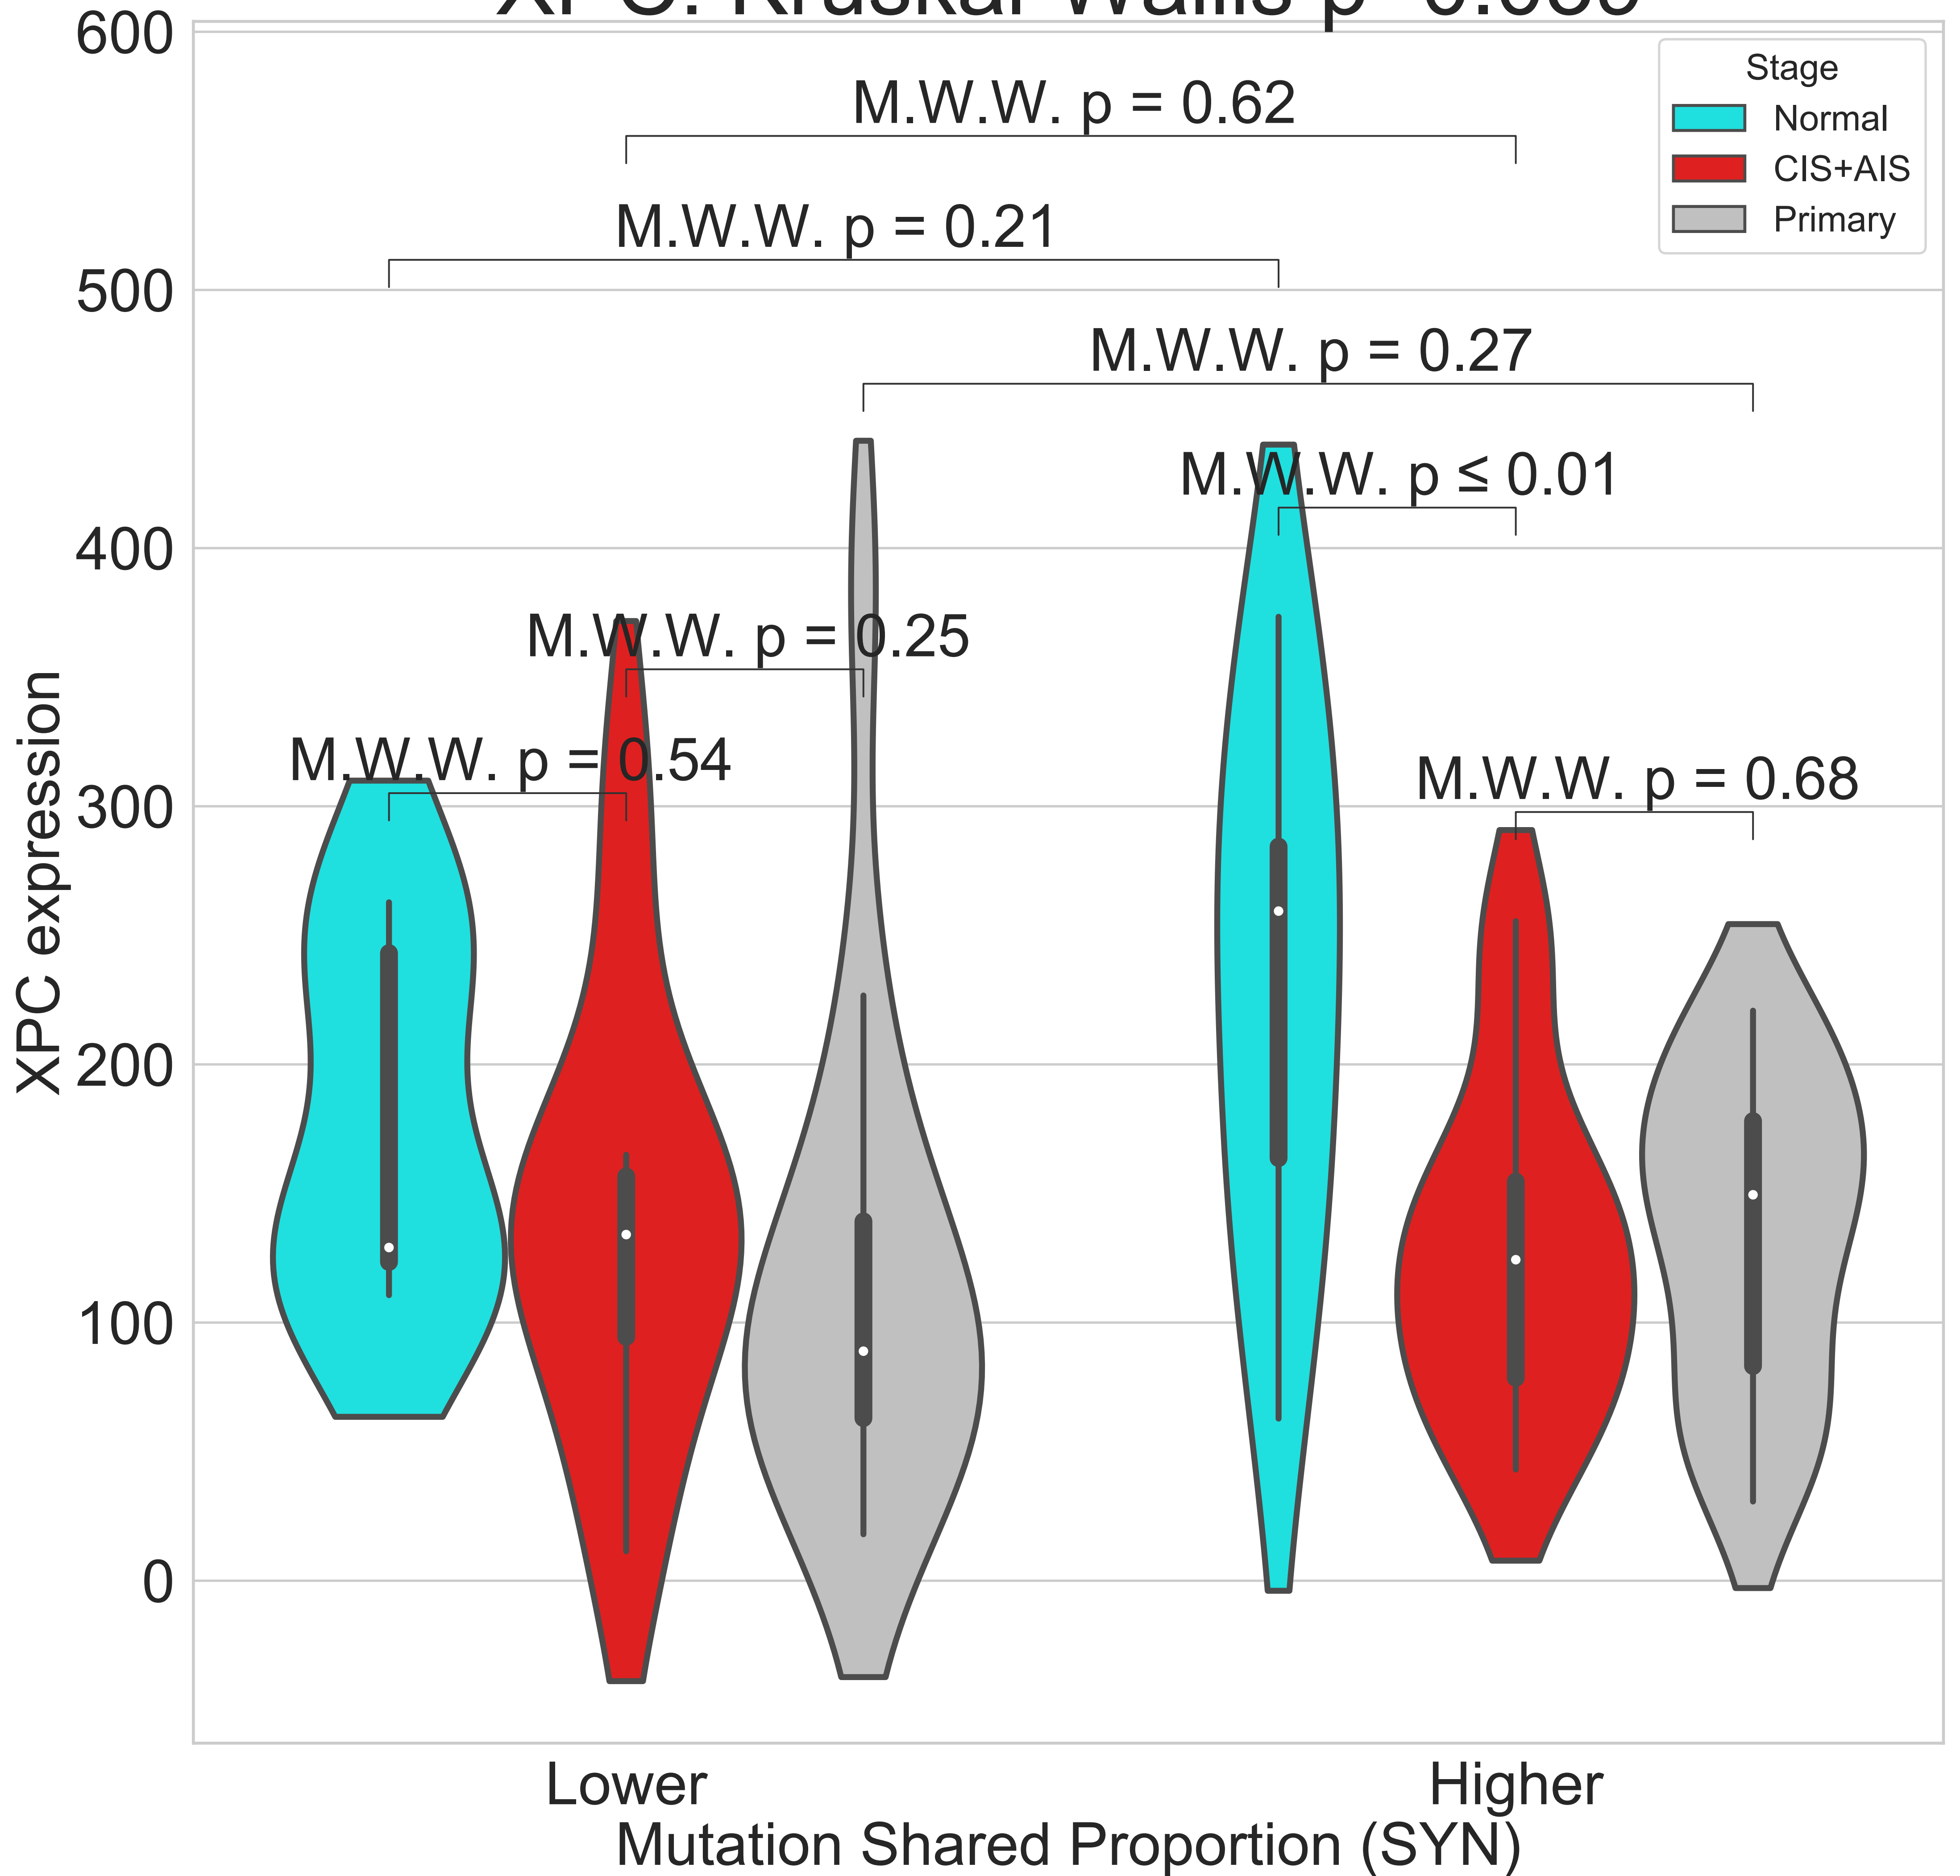 600
Stage
Normal
CIS+AIS
Primary
M.W.W. p = 0.62
M.W.W. p = 0.21
500
M.W.W. p = 0.27
M.W.W. p ≤ 0.01
400
M.W.W. p = 0.25
M.W.W. p = 0.54
M.W.W. p = 0.68
300
XPC expression
200
100
0
Lower
Higher
Mutation Shared Proportion (SYN)